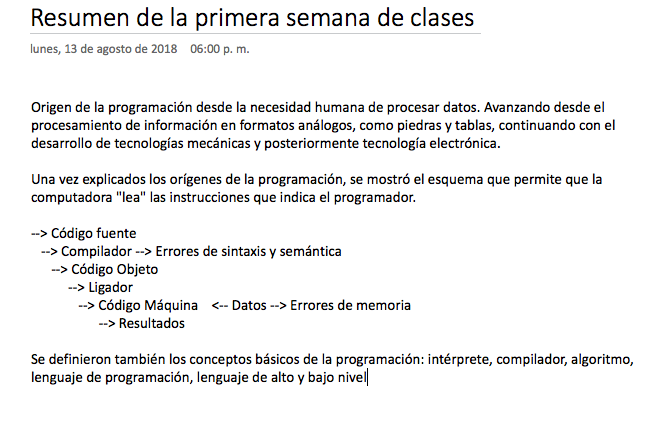 Resumen de la primera semana de clases
lunes, 13 de agosto de 2018 06:00 p. m.
Origen de la programación desde la necesidad humana de procesar datos. Avanzando desde el
procesamiento de información en formatos análogos, como piedras y tablas, continuando con el
desarrollo de tecnologías mecánicas y posteriormente tecnología electrónica.
Una vez explicados los orígenes de la programación, se mostró el esquema que permite que la
computadora "lea" las instrucciones que indica el programador.
--> Código fuente
--> Compilador --> Errores de sintaxis y semántica
--> Código Objeto
--> Ligador
--> Código Máquina <-- Datos --> Errores de memoria
--> Resultados
Se definieron también los conceptos básicos de la programación: intérprete, compilador, algoritmo,
lenguaje de programación, lenguaje de alto y bajo nivel